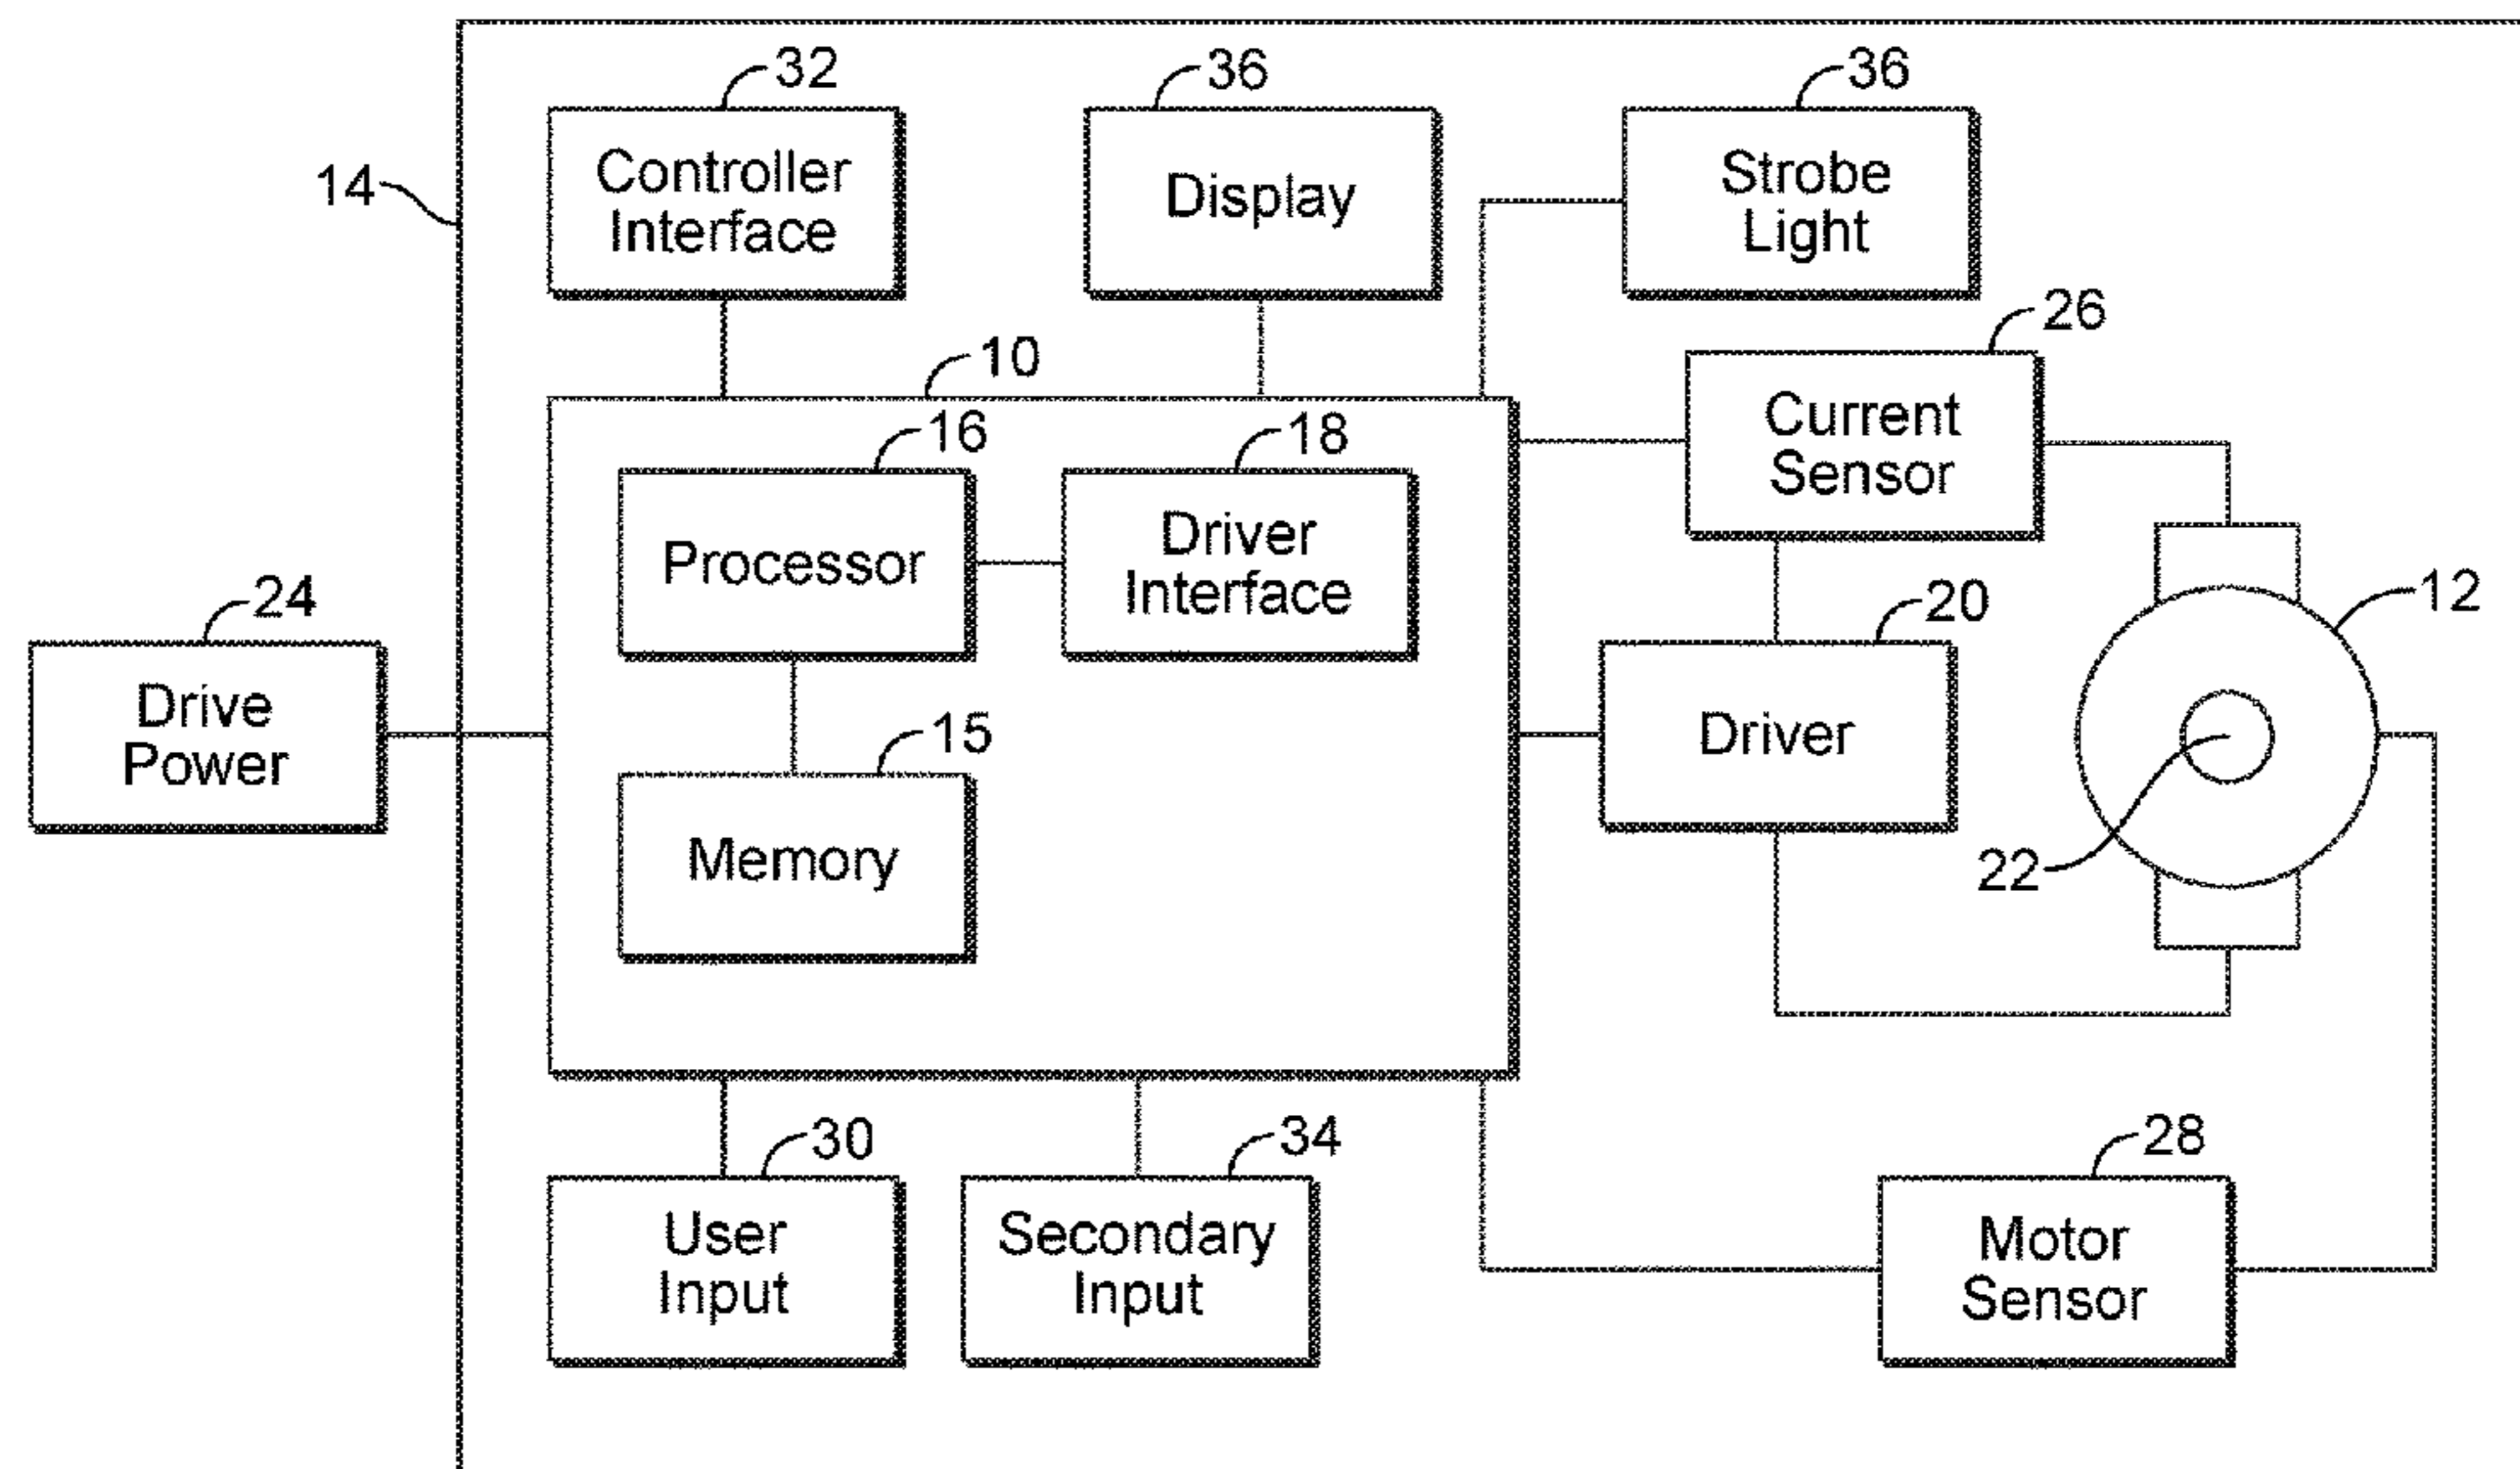 32
36
36
14
Controller
Interface
Display
Strobe
Light
26
10
16
18
Current
Sensor
Processor
Driver
Interface
24
20
12
Drive
Power
15
Driver
Memory
22
30
34
28
User
Input
Secondary
Input
Motor
Sensor